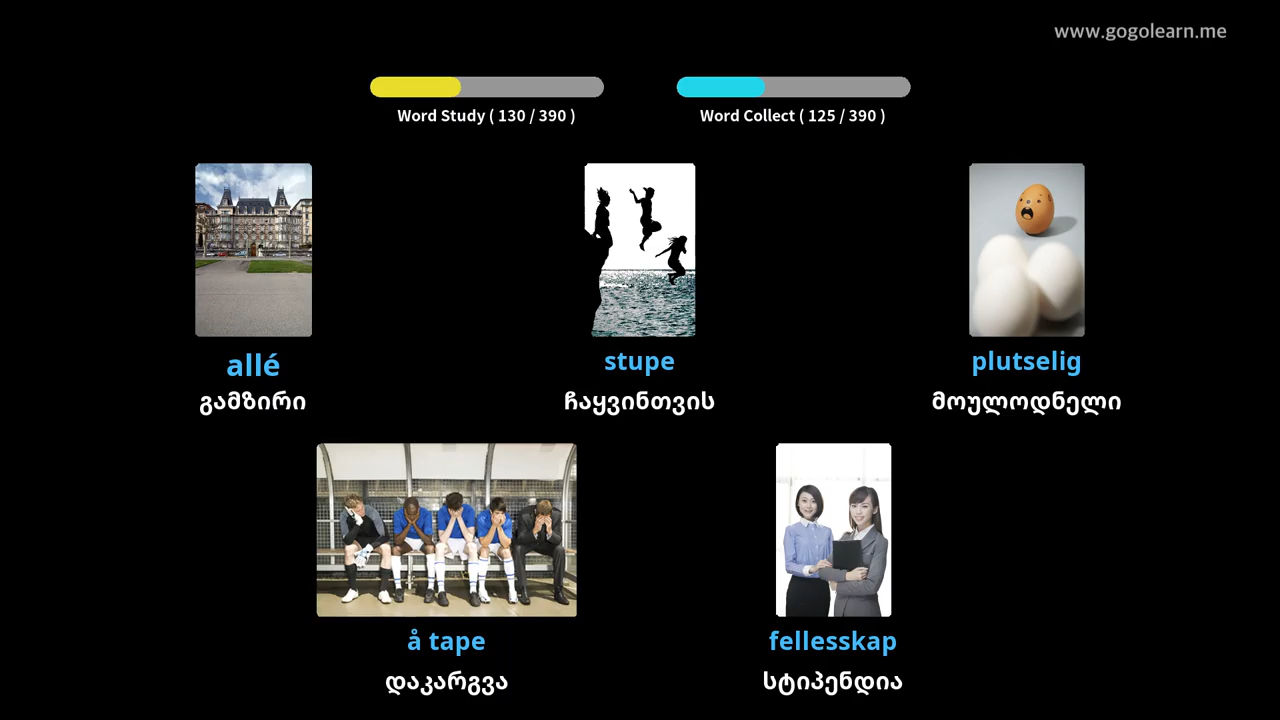 www.gogolearn.me
Word Study ( 130 / 390 )
Word Collect ( 125 / 390 )
allé
გამზირი
stupe
ჩაყვინთვის
plutselig
მოულოდნელი
å tape
დაკარგვა
fellesskap
სტიპენდია